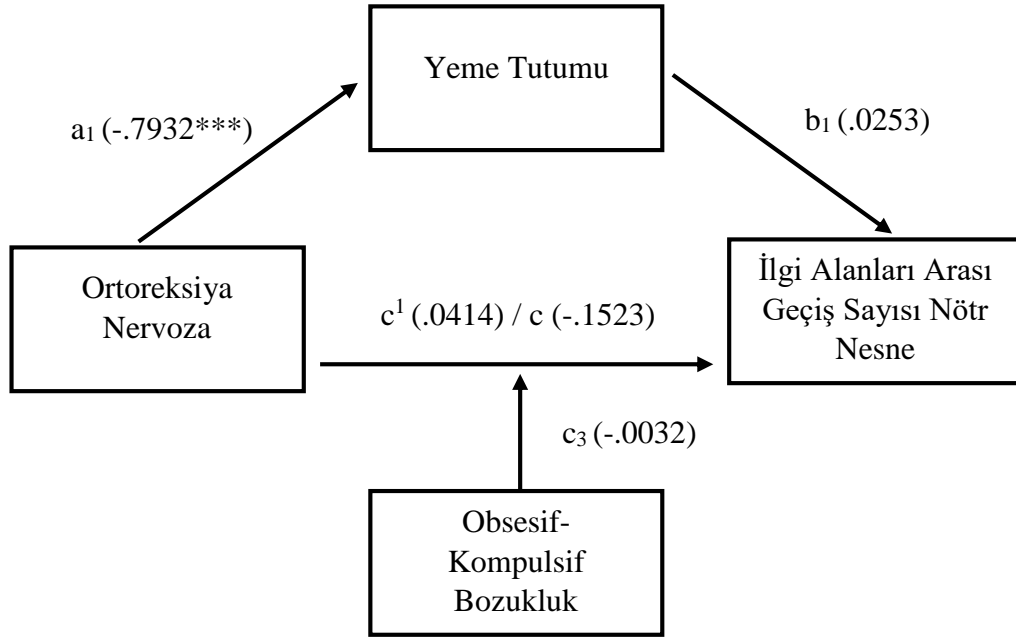 Yeme Tutumu
a₁ (-.7932***)
b₁ (.0253)
Ortoreksiya
Nervoza
c¹ (.0414) / c (-.1523)
İlgi Alanları Arası
Geçiş Sayısı Nötr
Nesne
c₃ (-.0032)
Obsesif-
Kompulsif
Bozukluk